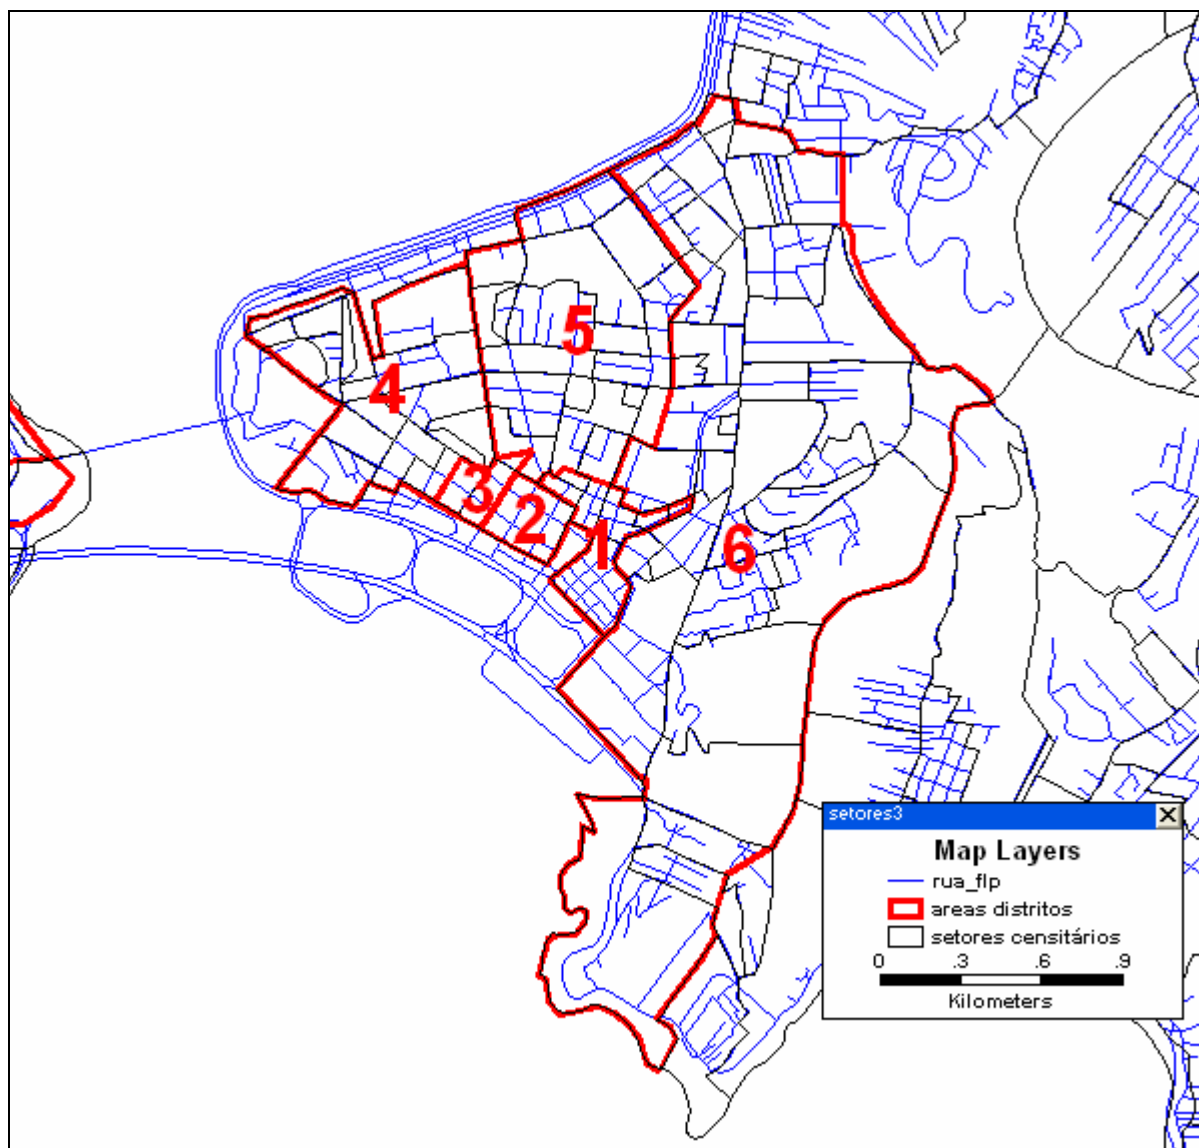 5
4
3
2
1
6
setores3
Map Layers
rua_flp
areas distritos
setores censitários
0 .3 .6 .9
Kilometers